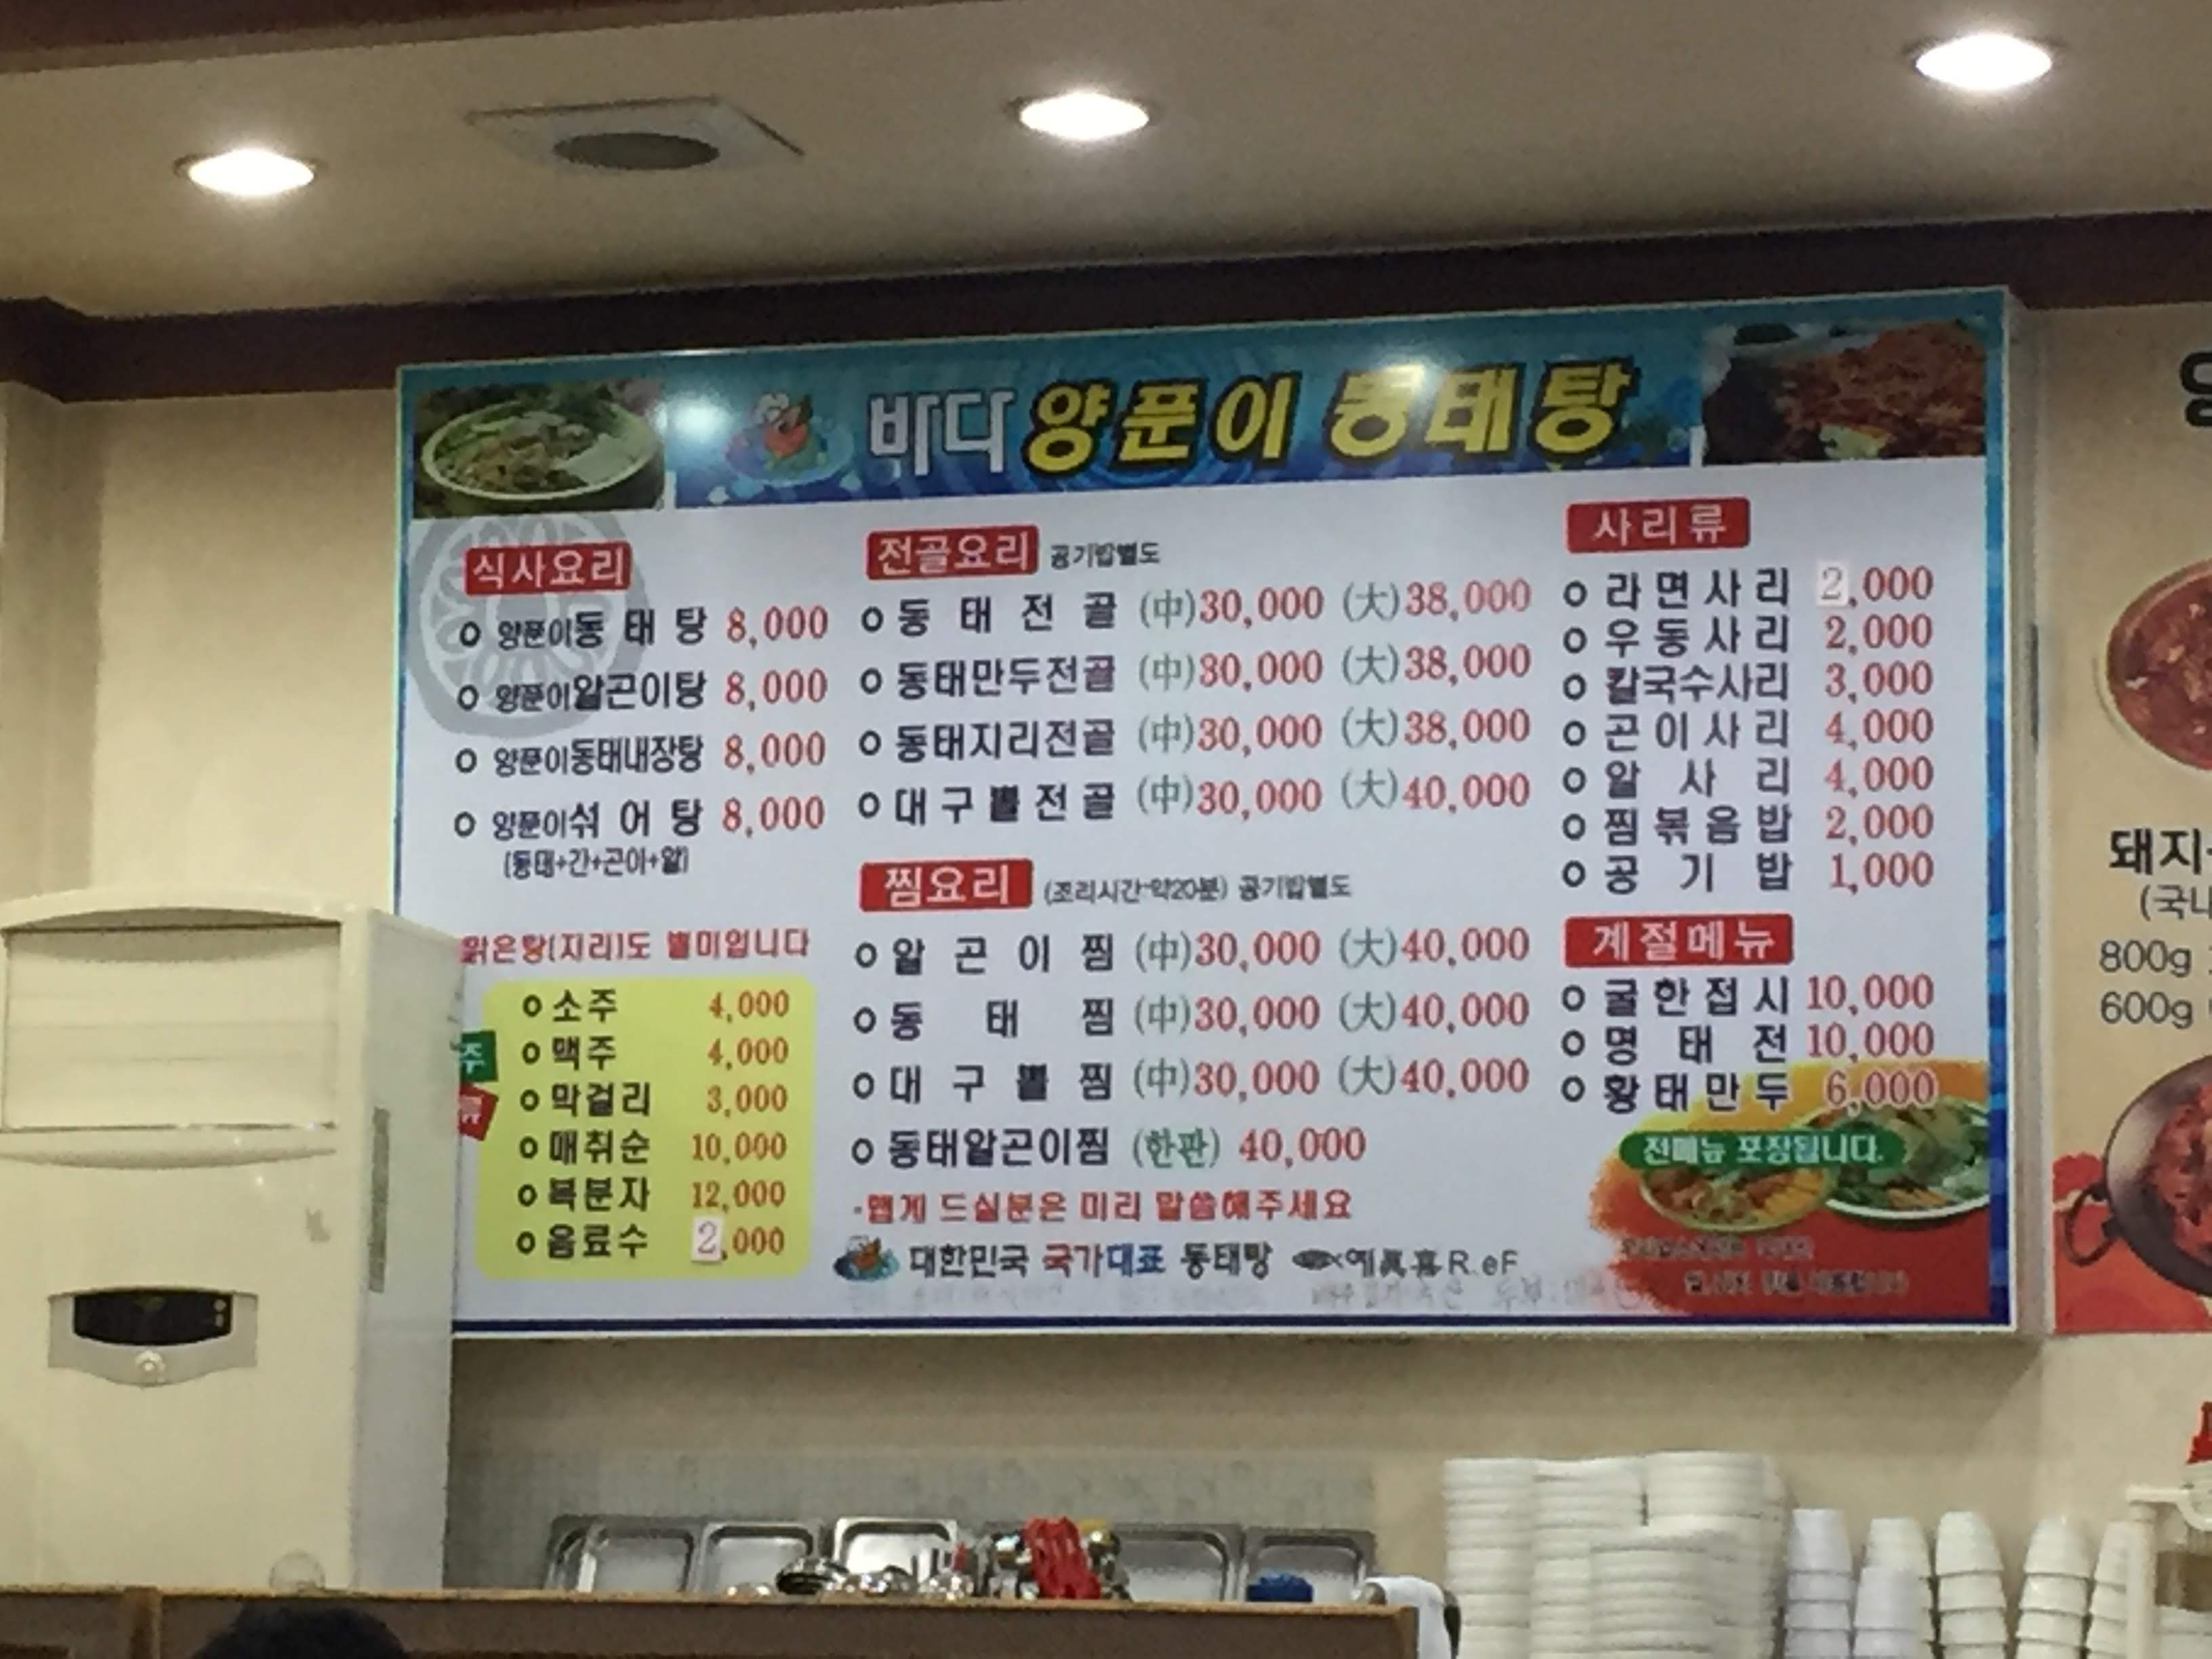 바다 양푼이 동태탕
식사요리
양푼이동태탕 8,000
양푼이알곤이탕 8,000
양푼이동태내장탕 8,000
양푼이섞어탕 8,000
(동태+간+곤이+알)
맑은탕(지리)도 별미입니다
주
류
소주 4,000
맥주 4,000
막걸리 3,000
매취순 10,000
복분자 12,000
음료수 2,000
전골요리 공기밥별도
동태전골 (中)30,000 (大)38,000
동태만두전골 (中)30,000 (大)38,000
동태지리전골 (中)30,000 (大)38,000
대구뽈전골 (中)30,000 (大)40,000
찜요리 (조리시간-약20분) 공기밥별도
알곤이찜 (中)30,000 (大)40,000
동태찜 (中)30,000 (大)40,000
대구뽈찜 (中)30,000 (大)40,000
동태알곤이찜 (한판) 40,000
·맵게 드실분은 미리 말씀해주세요
대한민국 국가대표 동태탕
사리류
라면사리 2,000
우동사리 2,000
칼국수사리 3,000
곤이사리 4,000
알사리 4,000
찜볶음밥 2,000
공기밥 1,000
계절메뉴
굴한접시 10,000
명태전 10,000
황태만두 6,000
전메뉴 포장됩니다.
돼지
(국내
800g
600g